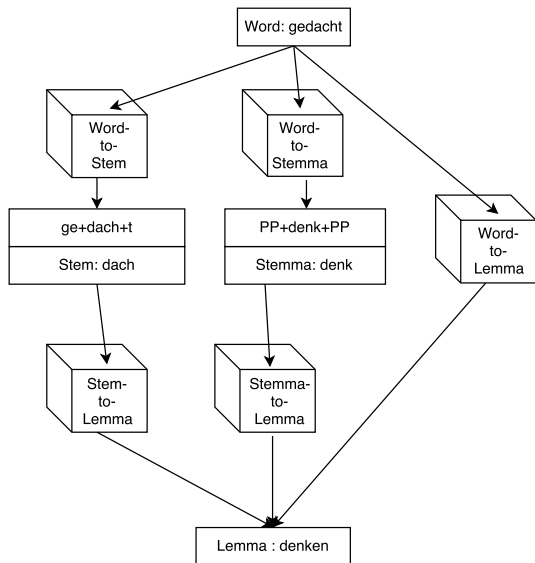 Word: gedacht
Word-
to-
Stem
Word-
to-
Stemma
Word-
to-
Lemma
ge+dach+t
Stem: dach
PP+denk+PP
Stemma: denk
Stem-
to-
Lemma
Stemma-
to-
Lemma
Lemma : denken